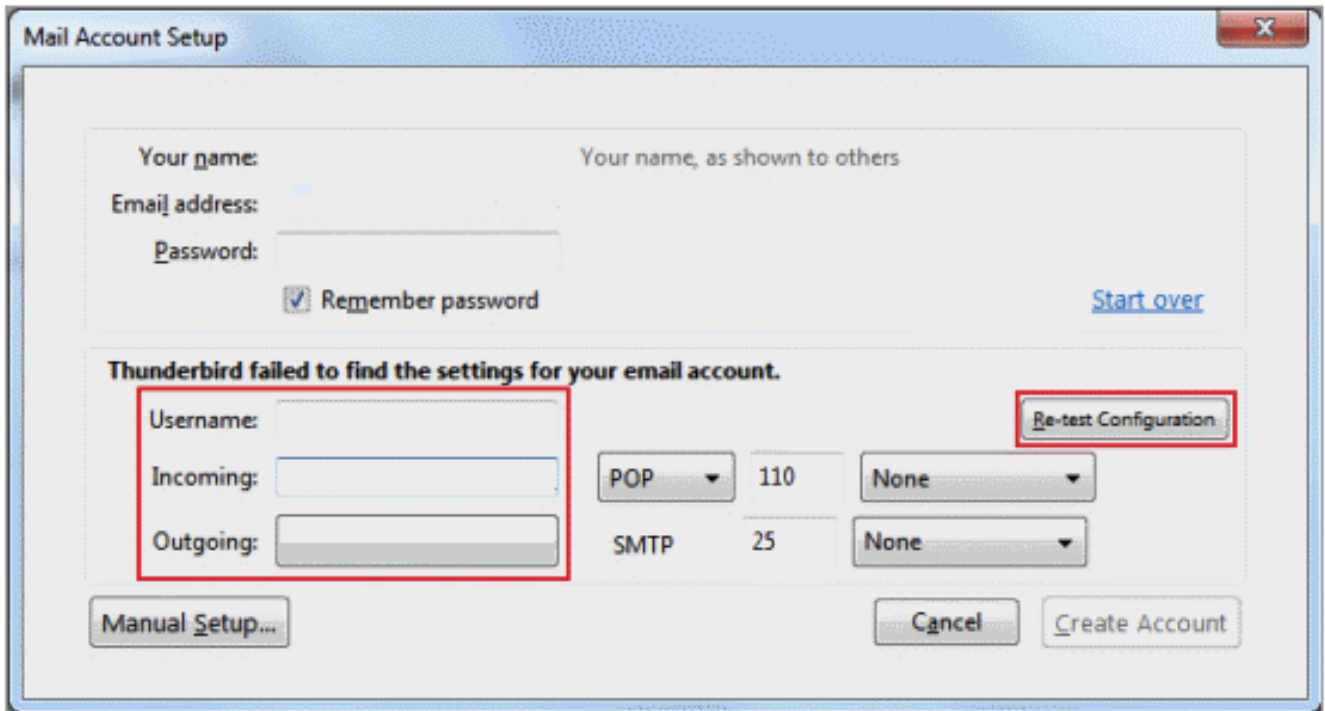 Mail Account Setup
Your name: Your name, as shown to others
Email address:
Password:
Remember password Start over
Thunderbird failed to find the settings for your email account.
Username: Re-test Configuration
Incoming: POP 110 None
Outgoing: SMTP 25 None
Manual Setup... Cancel Create Account